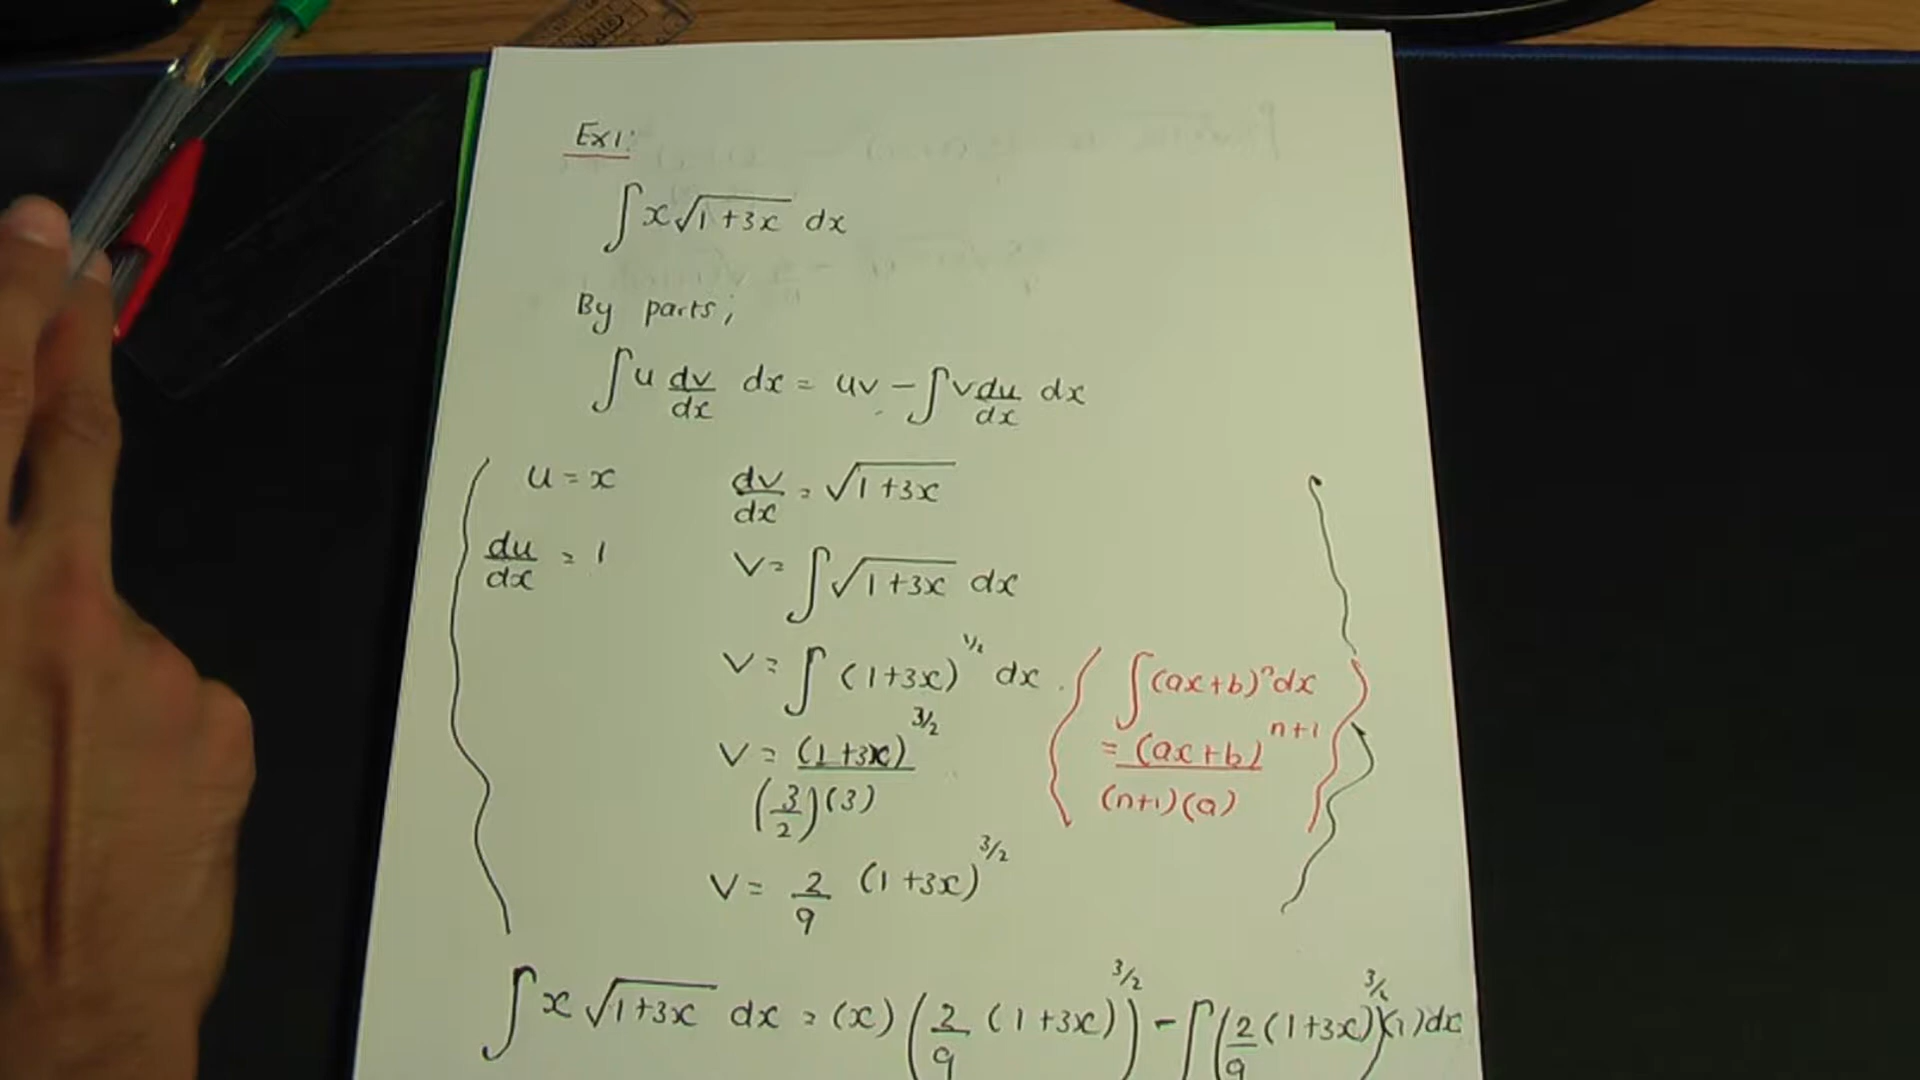 Ex1:
∫ x√(1+3x) dx
By parts;
∫ u dv/dx dx = uv - ∫ v du/dx dx
u = x
du/dx = 1
dv/dx = √(1+3x)
v = ∫ √(1+3x) dx
v = ∫ (1+3x)^1/2 dx
v = (1+3x)^3/2 / (3/2)(3)
v = 2/9 (1+3x)^3/2
∫ (ax+b)^n dx
= (ax+b)^n+1 / (n+1)(a)
∫ x√(1+3x) dx = (x)(2/9 (1+3x)^3/2) - ∫ (2/9 (1+3x)^3/2)(1) dx